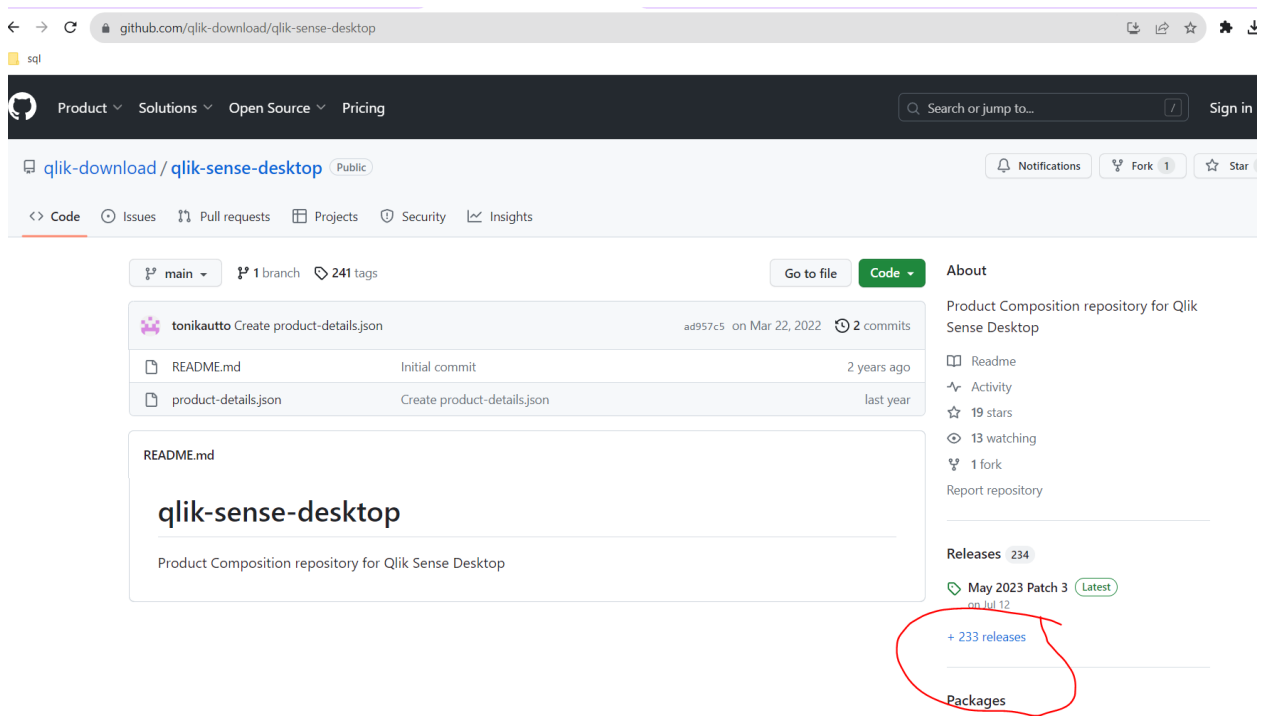 github.com/qlik-download/qlik-sense-desktop
sql
Product Solutions Open Source Pricing Search or jump to... / Sign in
qlik-download / qlik-sense-desktop Public Notifications Fork 1 Star
<> Code Issues Pull requests Projects Security Insights
main 1 branch 241 tags Go to file Code
tonikautto Create product-details.json ad957c5 on Mar 22, 2022 2 commits
README.md Initial commit 2 years ago
product-details.json Create product-details.json last year
README.md
qlik-sense-desktop
Product Composition repository for Qlik Sense Desktop
About
Product Composition repository for Qlik
Sense Desktop
Readme
Activity
19 stars
13 watching
1 fork
Report repository
Releases 234
May 2023 Patch 3 Latest
on Jul 12
+ 233 releases
Packages